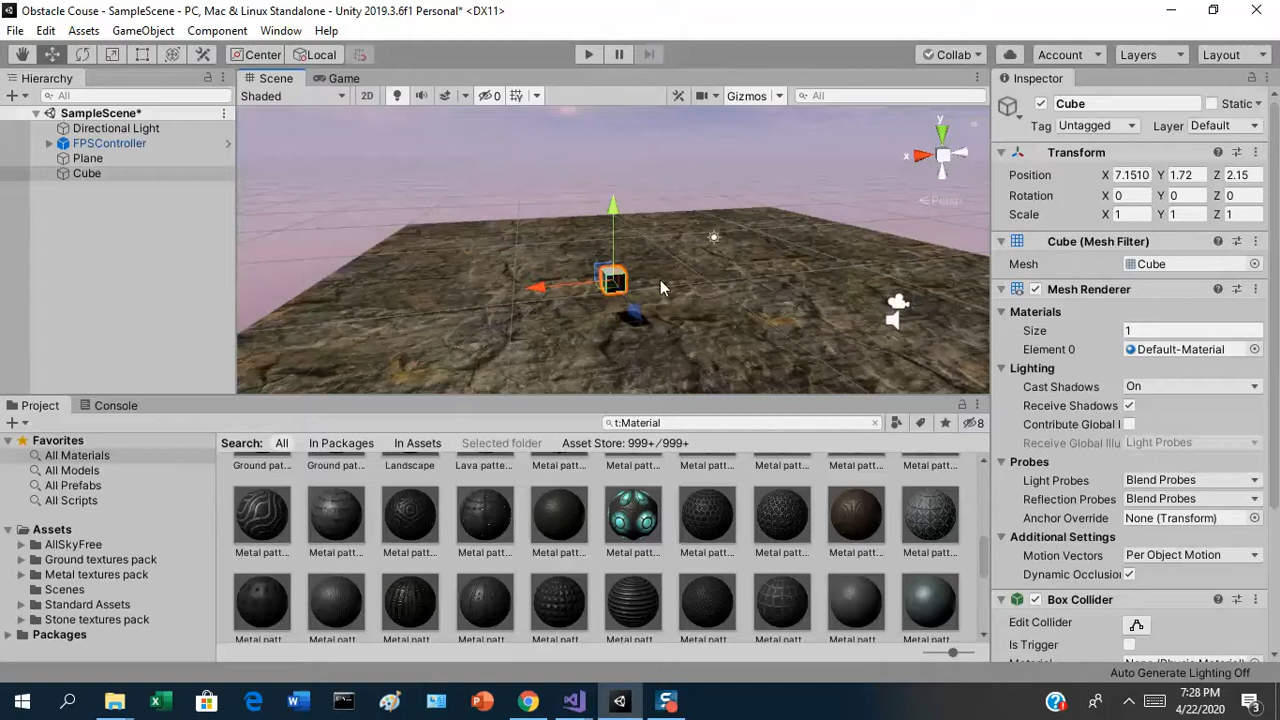 Obstacle Couse - SampleScene - PC, Mac & Linux Standalone - Unity 2019.3.6f1 Personal* <DX11>
File Edit Assets GameObject Component Window Help
Center Local Collab Account Layers Layout
Hierarchy
All
SampleScene*
Directional Light
FPSController
Plane
Cube
Scene Game
Shaded 2D 0 Gizmos All
y
x
Persp
Inspector
Cube Static
Tag Untagged Layer Default
Transform
Position X 7.1510 Y 1.72 Z 2.15
Rotation X 0 Y 0 Z 0
Scale X 1 Y 1 Z 1
Cube (Mesh Filter)
Mesh Cube
Mesh Renderer
Materials
Size 1
Element 0 Default-Material
Lighting
Cast Shadows On
Receive Shadows
Contribute Global I
Receive Global Illu Light Probes
Probes
Light Probes Blend Probes
Reflection Probes Blend Probes
Anchor Override None (Transform)
Additional Settings
Motion Vectors Per Object Motion
Dynamic Occlusion
Box Collider
Edit Collider
Is Trigger
Auto Generate Lighting Off
Project Console
t:Material 8
Favorites
All Materials
All Models
All Prefabs
All Scripts
Assets
AllSkyFree
Ground textures pack
Metal textures pack
Scenes
Standard Assets
Stone textures pack
Packages
Search: All In Packages In Assets Selected folder Asset Store: 999+/999+
Ground pat... Ground pat... Landscape Lava patte... Metal patt... Metal patt... Metal patt... Metal patt... Metal patt... Metal patt...
Metal patt... Metal patt... Metal patt... Metal patt... Metal patt... Metal patt... Metal patt... Metal patt... Metal patt... Metal patt...
Metal patt Metal patt Metal patt Metal patt Metal patt Metal patt Metal patt Metal patt Metal patt Metal patt
7:28 PM
4/22/2020
3